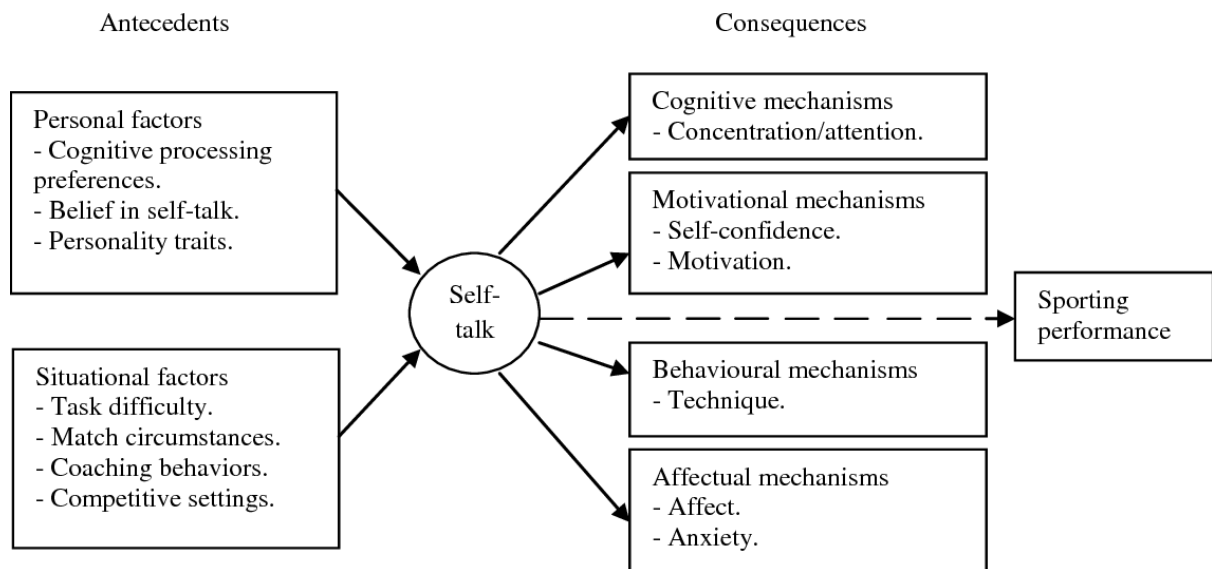 Antecedents
Consequences
Personal factors
- Cognitive processing
preferences.
- Belief in self-talk.
- Personality traits.
Situational factors
- Task difficulty.
- Match circumstances.
- Coaching behaviors.
- Competitive settings.
Self-
talk
Cognitive mechanisms
- Concentration/attention.
Motivational mechanisms
- Self-confidence.
- Motivation.
Behavioural mechanisms
- Technique.
Affectual mechanisms
- Affect.
- Anxiety.
Sporting
performance